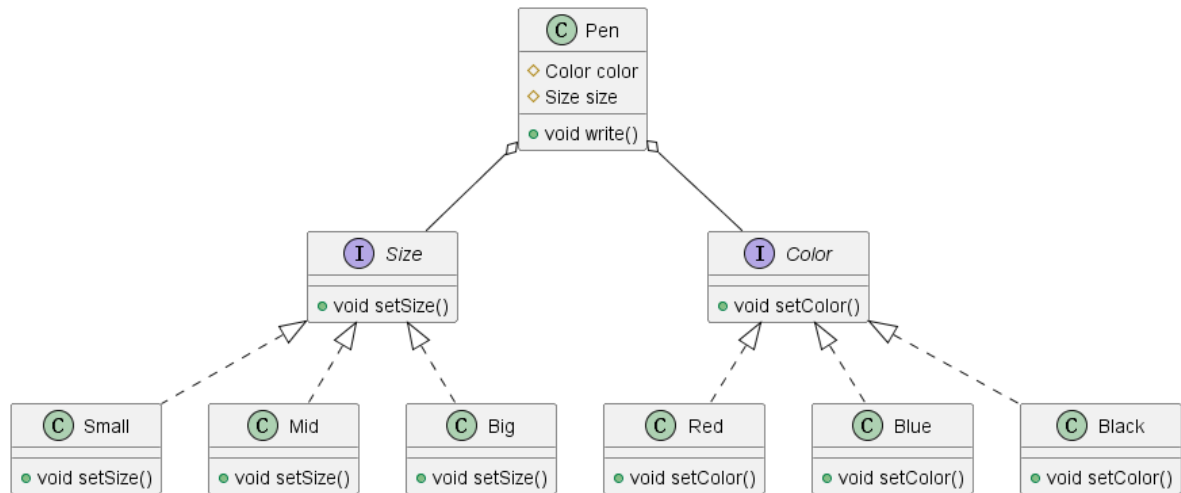 C Pen
Color color
Size size
void write()
I Size
void setSize()
I Color
void setColor()
C Small
void setSize()
C Mid
void setSize()
C Big
void setSize()
C Red
void setColor()
C Blue
void setColor()
C Black
void setColor()